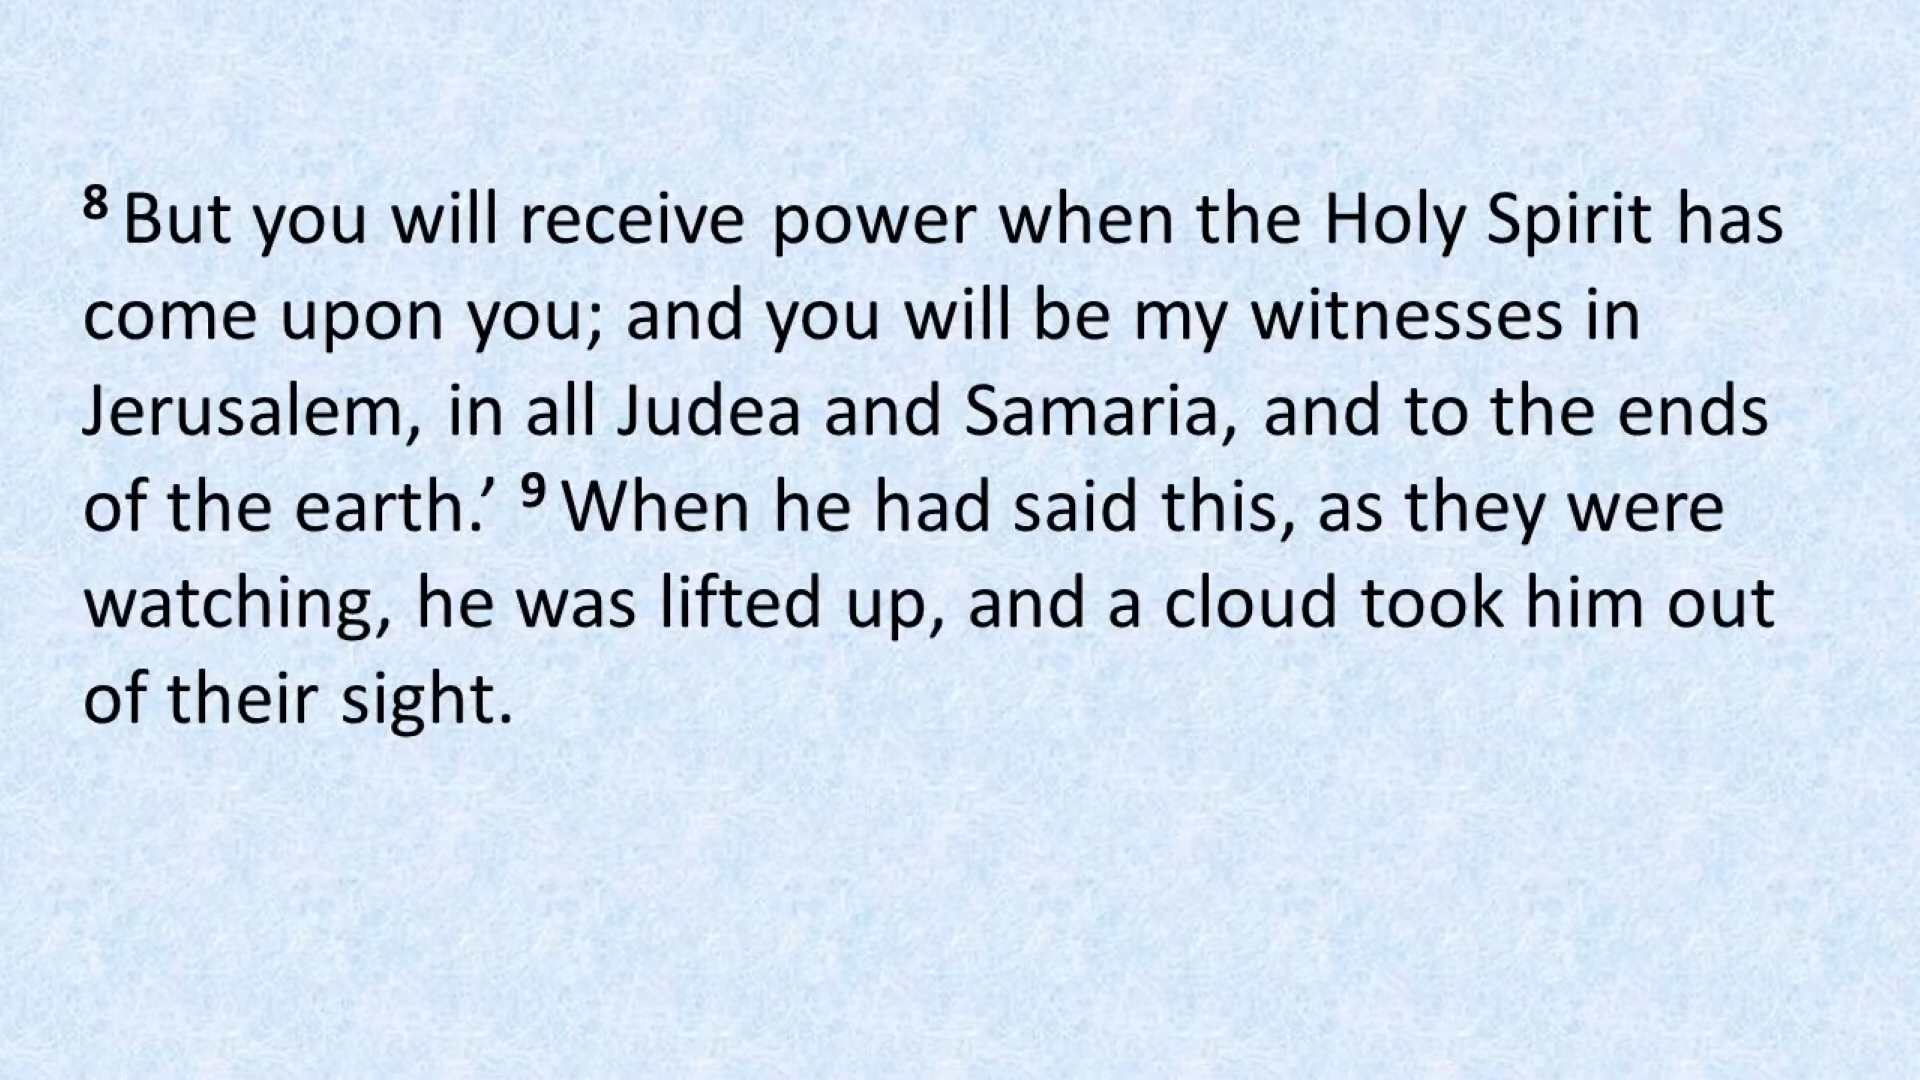 ⁸ But you will receive power when the Holy Spirit has
come upon you; and you will be my witnesses in
Jerusalem, in all Judea and Samaria, and to the ends
of the earth.’ ⁹ When he had said this, as they were
watching, he was lifted up, and a cloud took him out
of their sight.